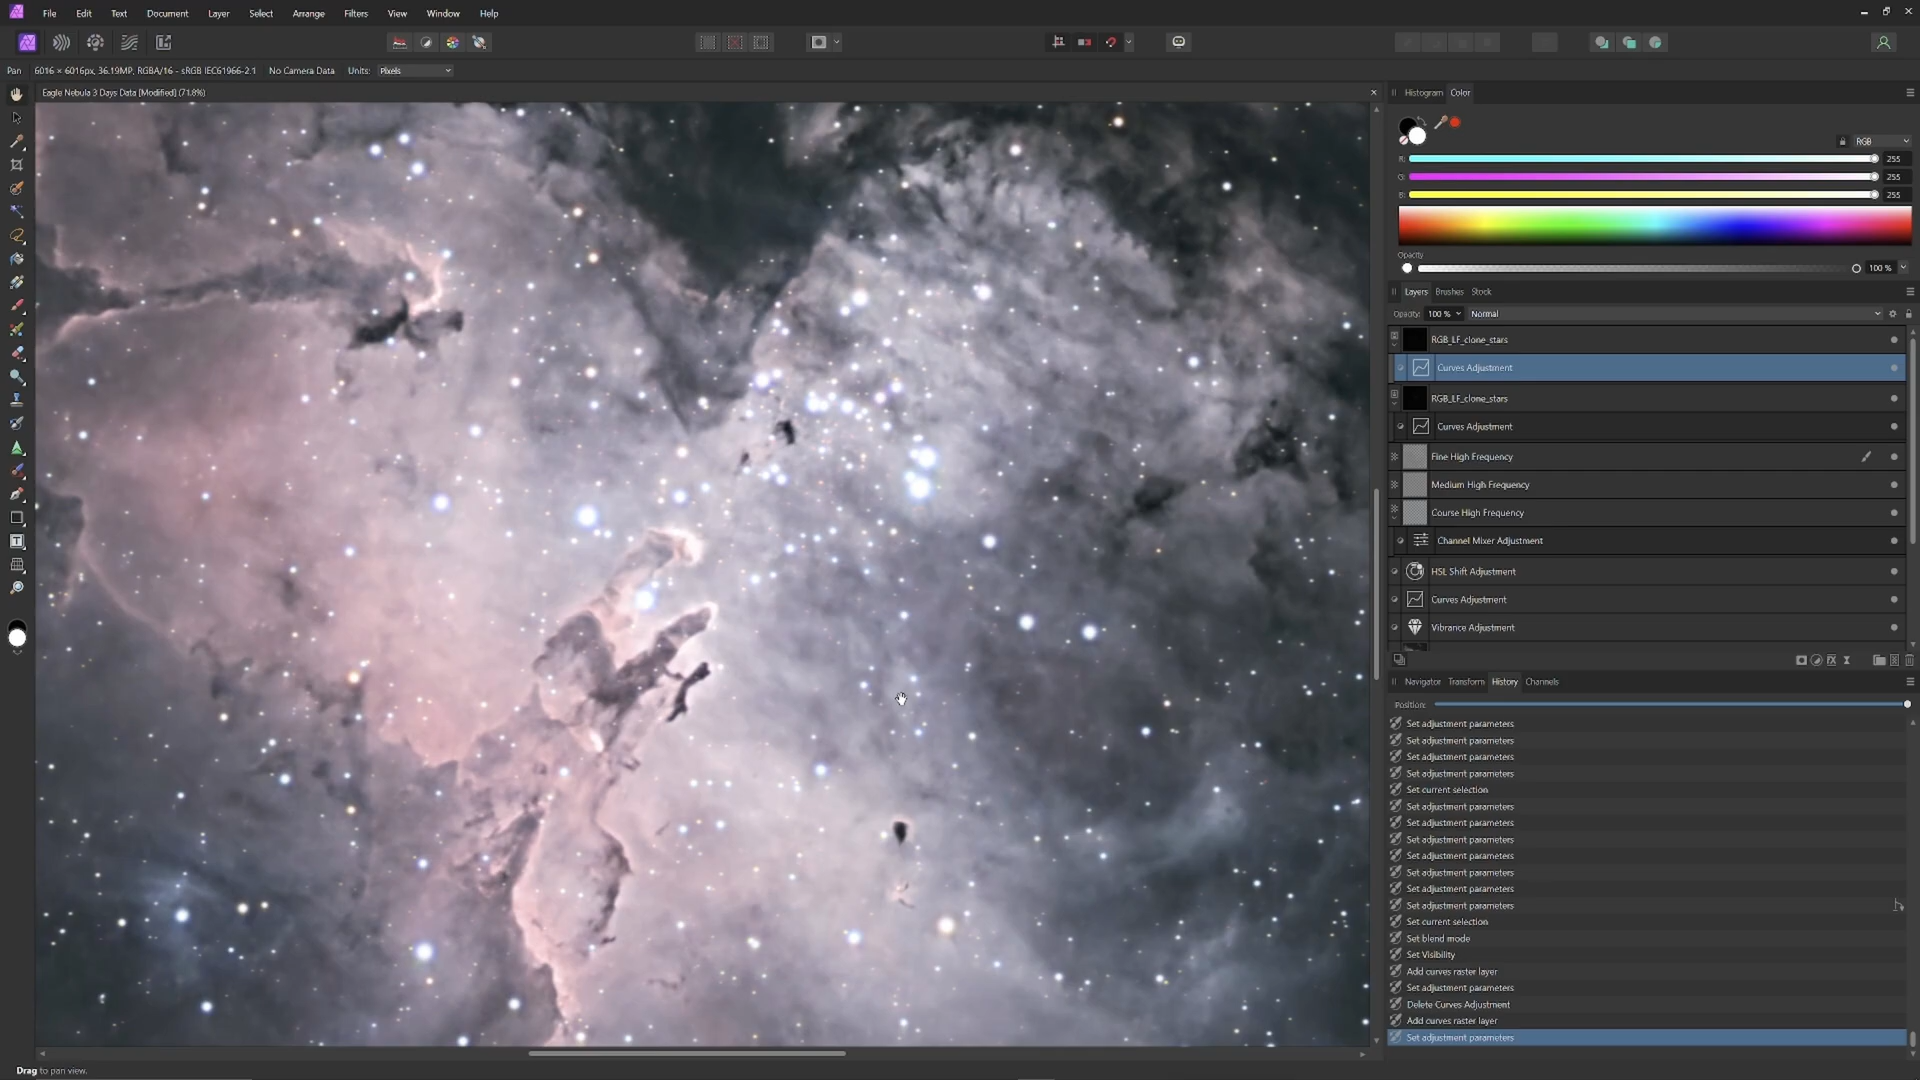 File Edit Text Document Layer Select Arrange Filters View Window Help
Pan 6016 × 6016px, 36.19MP, RGBA/16 - sRGB IEC61966-2.1 No Camera Data Units: Pixels
Eagle Nebula 3 Days Data [Modified] (71.8%)
Histogram Color
RGB
R: 255
G: 255
B: 255
Opacity
100 %
Layers Brushes Stock
Opacity: 100 % Normal
RGB_LF_clone_stars
Curves Adjustment
RGB_LF_clone_stars
Curves Adjustment
Fine High Frequency
Medium High Frequency
Course High Frequency
Channel Mixer Adjustment
HSL Shift Adjustment
Curves Adjustment
Vibrance Adjustment
Navigator Transform History Channels
Position:
Set adjustment parameters
Set adjustment parameters
Set adjustment parameters
Set adjustment parameters
Set current selection
Set adjustment parameters
Set adjustment parameters
Set adjustment parameters
Set adjustment parameters
Set adjustment parameters
Set adjustment parameters
Set adjustment parameters
Set current selection
Set blend mode
Set Visibility
Add curves raster layer
Set adjustment parameters
Delete Curves Adjustment
Add curves raster layer
Set adjustment parameters
Drag to pan view.